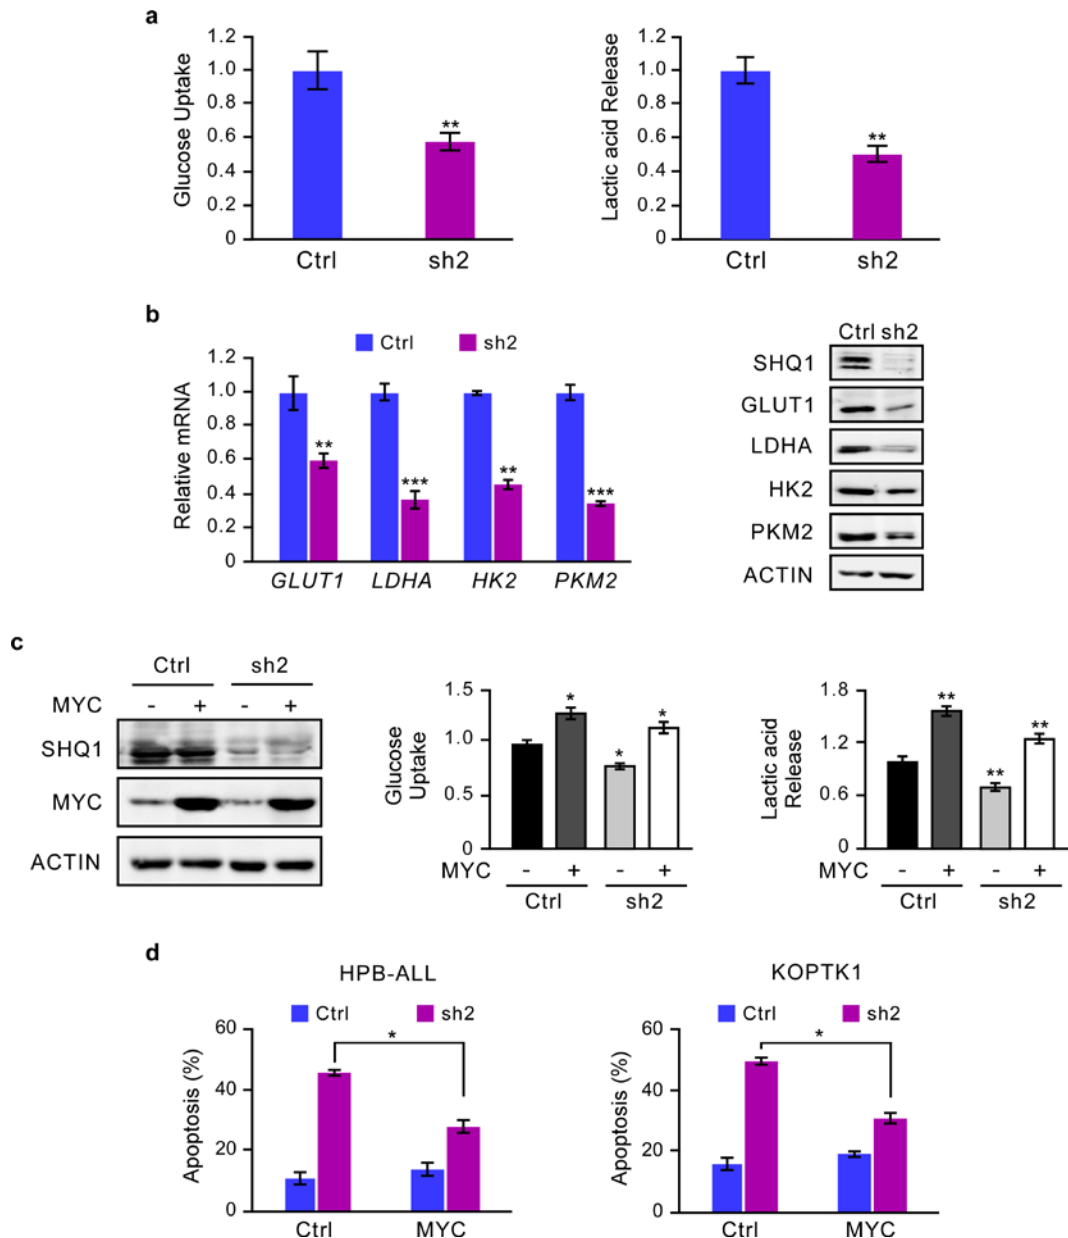 a
Glucose Uptake
1.2
1.0
0.8
0.6
0.4
0.2
0
**
Ctrl sh2
Lactic acid Release
1.2
1.0
0.8
0.6
0.4
0.2
0
**
Ctrl sh2
b
Ctrl sh2
Relative mRNA
1.2
1.0
0.8
0.6
0.4
0.2
0
** *** ** ***
GLUT1 LDHA HK2 PKM2
Ctrl sh2
SHQ1
GLUT1
LDHA
HK2
PKM2
ACTIN
c
Ctrl sh2
MYC - + - +
SHQ1
MYC
ACTIN
Glucose
Uptake
1.5
1.0
0.5
0
* * *
MYC - + - +
Ctrl sh2
Lactic acid
Release
1.8
1.2
0.6
0
** ** **
MYC - + - +
Ctrl sh2
d
HPB-ALL
Ctrl sh2
Apoptosis (%)
60
40
20
0
*
Ctrl MYC
KOPTK1
Ctrl sh2
Apoptosis (%)
60
40
20
0
*
Ctrl MYC